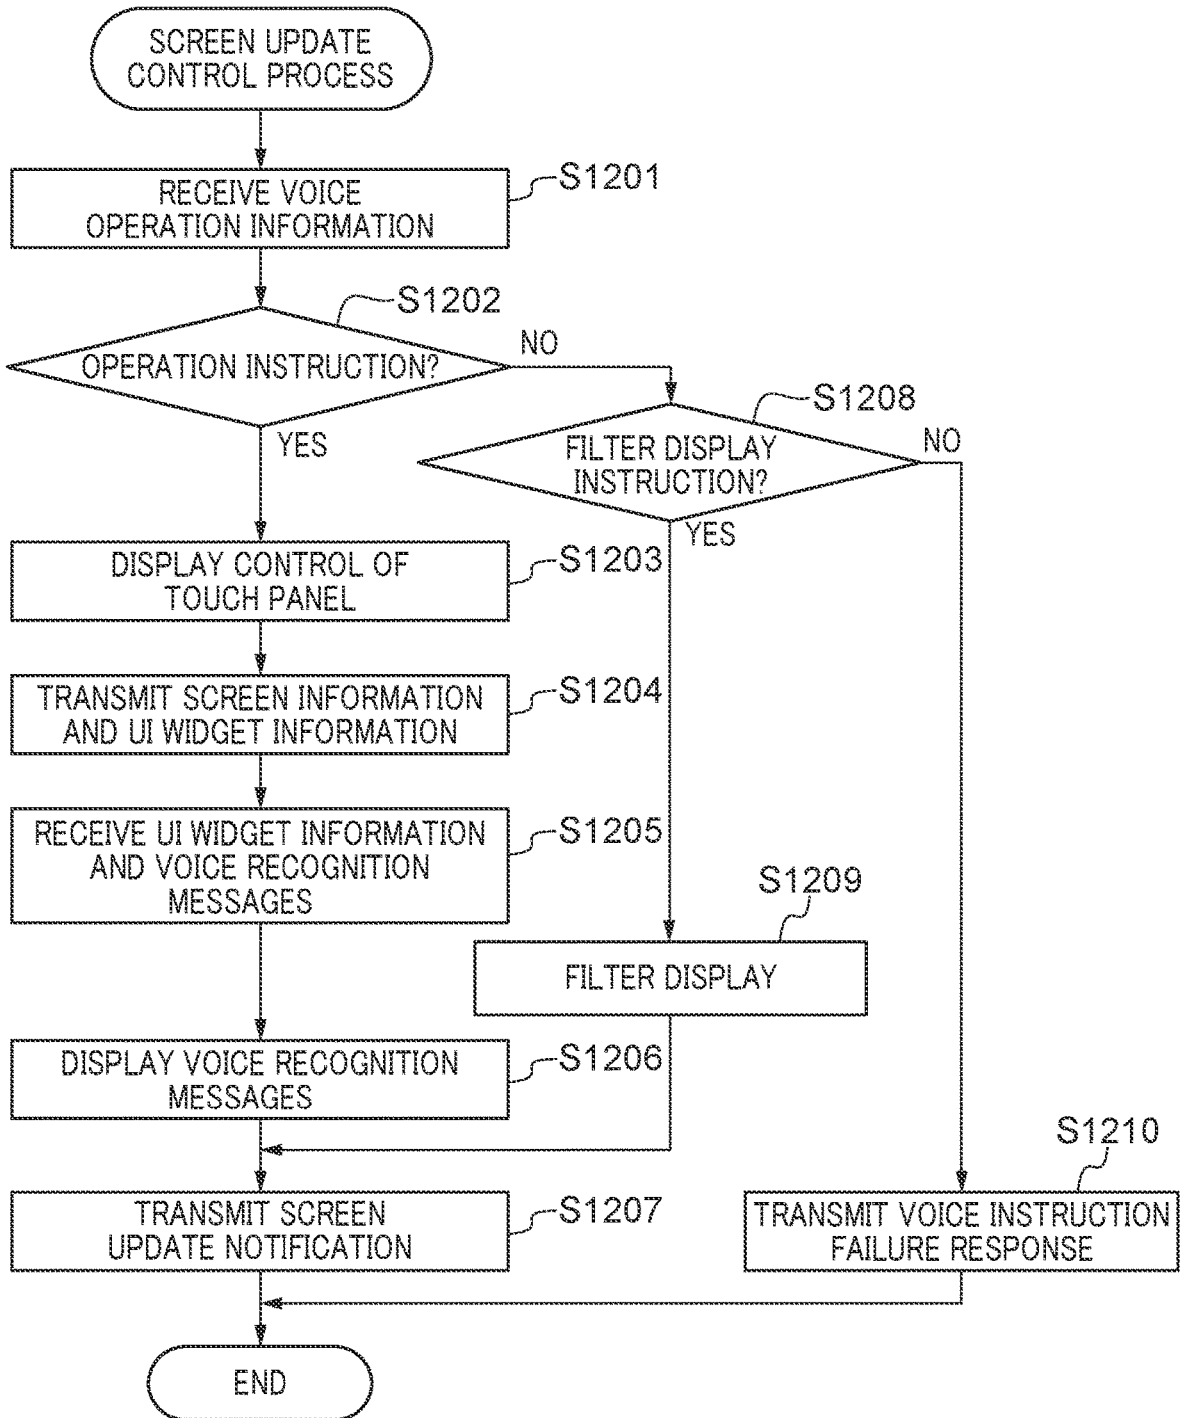 SCREEN UPDATE
CONTROL PROCESS
RECEIVE VOICE
OPERATION INFORMATION
S1201
OPERATION INSTRUCTION?
S1202
NO
YES
FILTER DISPLAY
INSTRUCTION?
S1208
NO
YES
DISPLAY CONTROL OF
TOUCH PANEL
S1203
TRANSMIT SCREEN INFORMATION
AND UI WIDGET INFORMATION
S1204
RECEIVE UI WIDGET INFORMATION
AND VOICE RECOGNITION
MESSAGES
S1205
FILTER DISPLAY
S1209
DISPLAY VOICE RECOGNITION
MESSAGES
S1206
TRANSMIT SCREEN
UPDATE NOTIFICATION
S1207
TRANSMIT VOICE INSTRUCTION
FAILURE RESPONSE
S1210
END